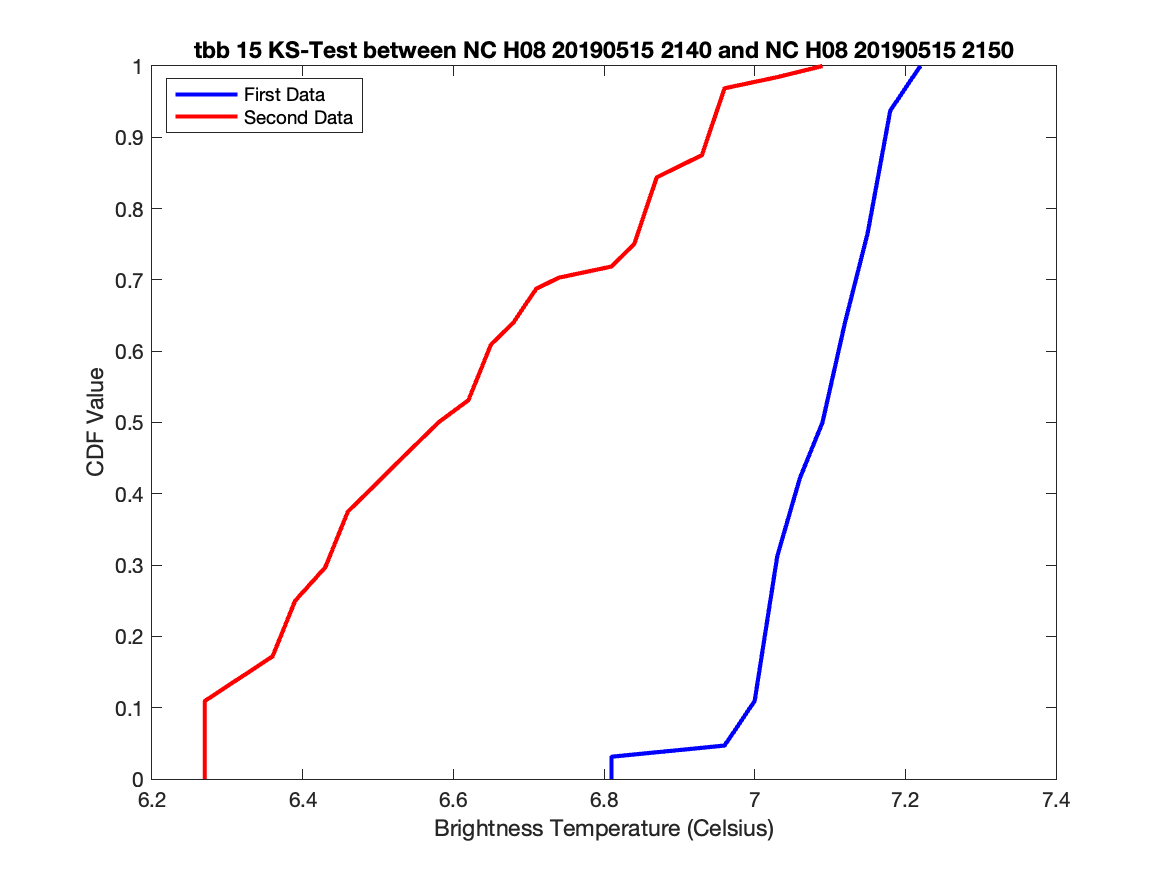 tbb 15 KS-Test between NC H08 20190515 2140 and NC H08 20190515 2150
First Data
Second Data
1
0.9
0.8
0.7
0.6
0.5
0.4
0.3
0.2
0.1
0
CDF Value
6.2 6.4 6.6 6.8 7 7.2 7.4
Brightness Temperature (Celsius)